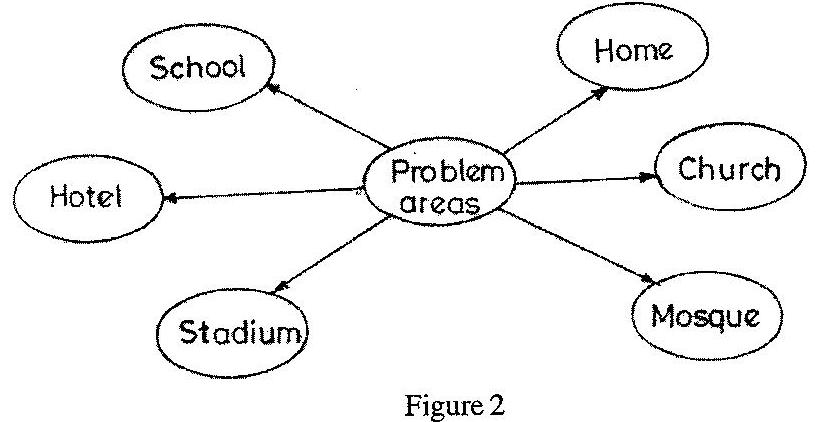 School
Home
Problem
areas
Church
Hotel
Stadium
Mosque
Figure 2